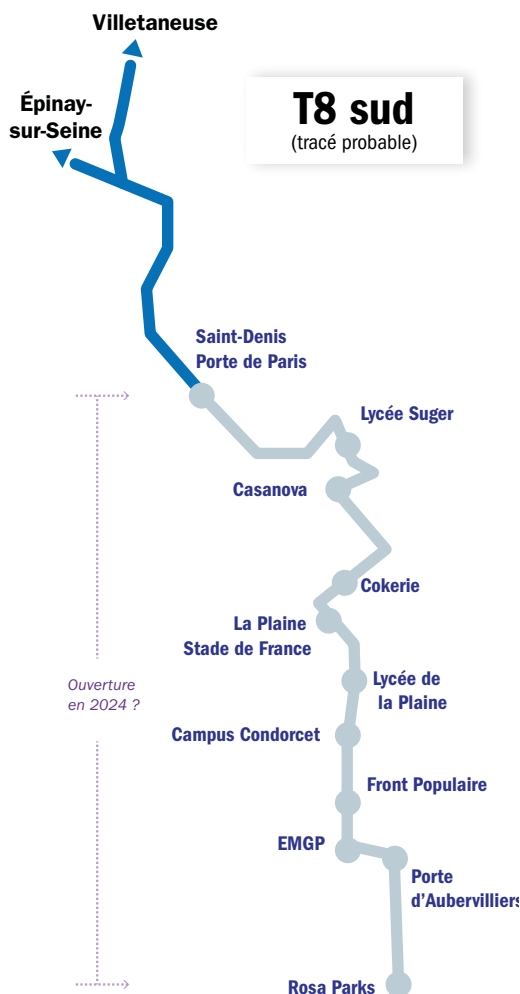 Villetaneuse
Épinay-
sur-Seine
T8 sud
(tracé probable)
Saint-Denis
Porte de Paris
Lycée Suger
Casanova
Cokerie
La Plaine
Stade de France
Lycée de
la Plaine
Ouverture
en 2024 ?
Campus Condorcet
Front Populaire
EMGP
Porte
d'Aubervilliers
Rosa Parks